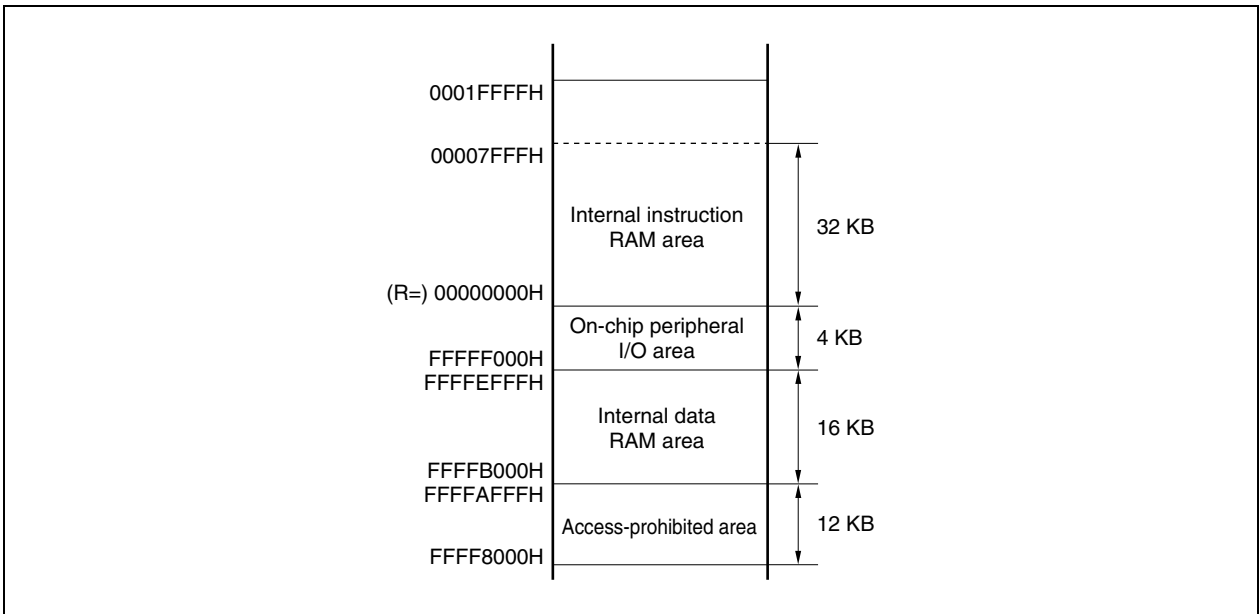 0001FFFFH
00007FFFH
Internal instruction
RAM area
32 KB
(R=) 00000000H
On-chip peripheral
I/O area
4 KB
FFFFF000H
FFFFEFFFH
Internal data
RAM area
16 KB
FFFFB000H
FFFFAFFFH
Access-prohibited area
12 KB
FFFF8000H